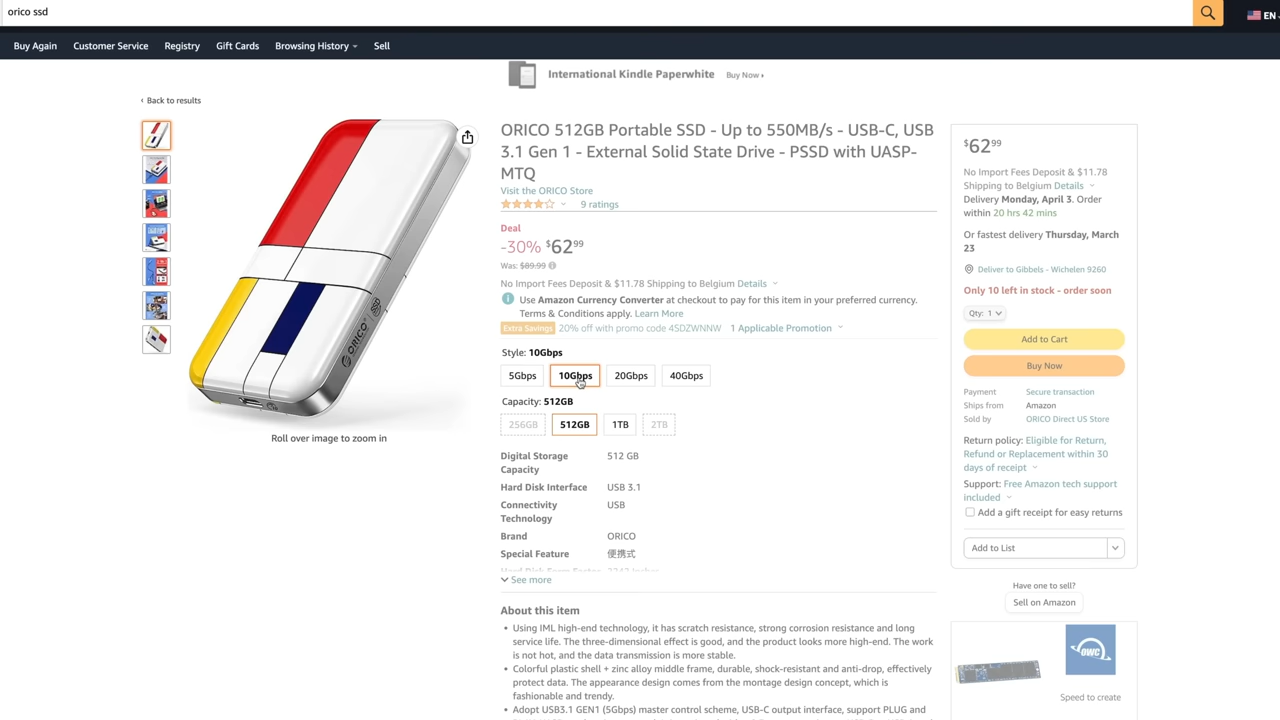 orico ssd
EN
Buy Again
Customer Service
Registry
Gift Cards
Browsing History
Sell
International Kindle Paperwhite
Buy Now
‹ Back to results
ORICO 512GB Portable SSD - Up to 550MB/s - USB-C, USB
3.1 Gen 1 - External Solid State Drive - PSSD with UASP-
MTQ
Visit the ORICO Store
9 ratings
Deal
-30% $62 99
Was: $89.99
No Import Fees Deposit & $11.78 Shipping to Belgium Details
Use Amazon Currency Converter at checkout to pay for this item in your preferred currency.
Terms & Conditions apply. Learn More
Extra Savings 20% off with promo code 4SDZWNNW 1 Applicable Promotion
Style: 10Gbps
5Gbps
10Gbps
20Gbps
40Gbps
Capacity: 512GB
256GB
512GB
1TB
2TB
Digital Storage
Capacity
512 GB
Hard Disk Interface
USB 3.1
Connectivity
Technology
USB
Brand
ORICO
Special Feature
便携式
See more
About this item
• Using IML high-end technology, it has scratch resistance, strong corrosion resistance and long
service life. The three-dimensional effect is good, and the product looks more high-end. The work
is not hot, and the data transmission is more stable.
• Colorful plastic shell + zinc alloy middle frame, durable, shock-resistant and anti-drop, effectively
protect data. The appearance design comes from the montage design concept, which is
fashionable and trendy.
• Adopt USB3.1 GEN1 (5Gbps) master control scheme, USB-C output interface, support PLUG and
ORICO
Roll over image to zoom in
$62 99
No Import Fees Deposit & $11.78
Shipping to Belgium Details
Delivery Monday, April 3. Order
within 20 hrs 42 mins
Or fastest delivery Thursday, March
23
Deliver to Gibbels - Wichelen 9260
Only 10 left in stock - order soon
Qty: 1
Add to Cart
Buy Now
Payment
Secure transaction
Ships from
Amazon
Sold by
ORICO Direct US Store
Return policy: Eligible for Return,
Refund or Replacement within 30
days of receipt
Support: Free Amazon tech support
included
Add a gift receipt for easy returns
Add to List
Have one to sell?
Sell on Amazon
OWC
Speed to create